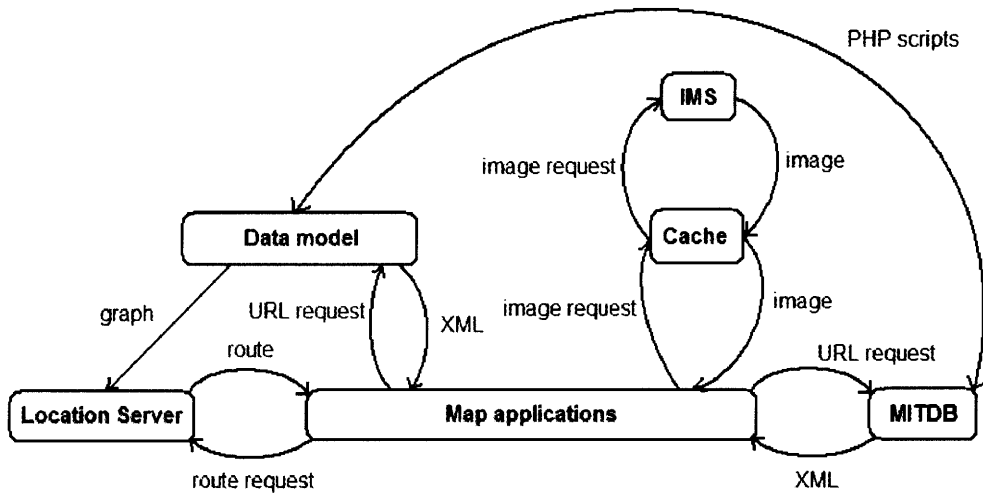 PHP scripts
IMS
image request
image
Data model
Cache
graph
URL request
XML
image request
image
route
URL request
Location Server
Map applications
MITDB
route request
XML